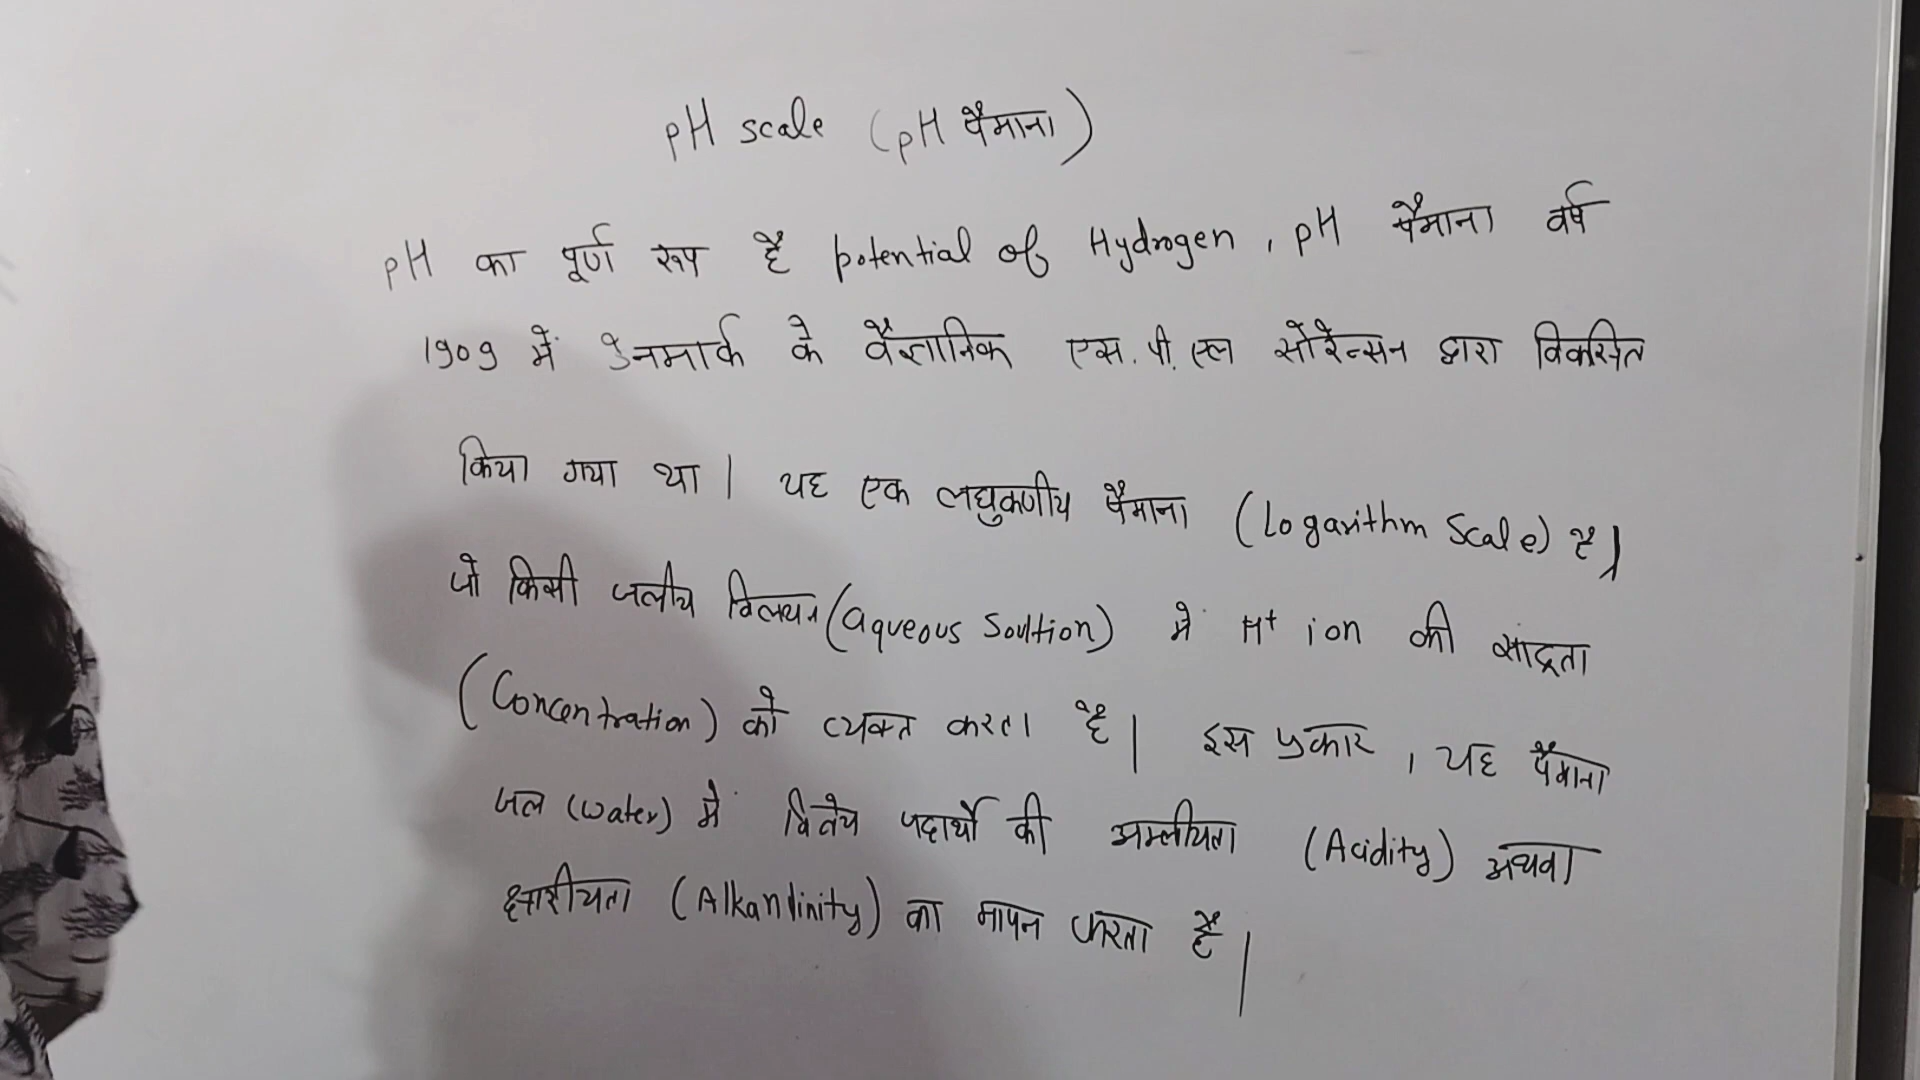 pH scale (pH पैमाना)
pH का पूर्ण रूप है potential of Hydrogen, pH पैमाना वर्ष
1909 में डेनमार्क के वैज्ञानिक एस. पी. एल सोरेन्सन द्वारा विकसित
किया गया था | यह एक लघुकणीय पैमाना (Logarithm Scale) है |
जो किसी जलीय विलयन (aqueous Soultion) में H⁺ ion की सांद्रता
(Concentration) को व्यक्त करता है | इस प्रकार, यह पैमाना
जल (water) में विलेय पदार्थों की अम्लीयता (Acidity) अथवा
क्षारीयता (Alkanlinity) का मापन करता है |